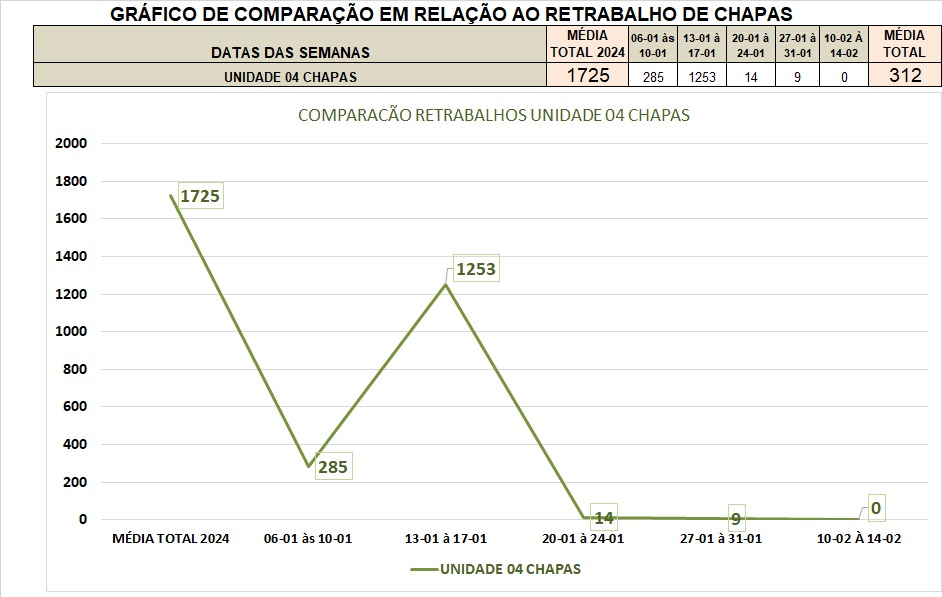 GRÁFICO DE COMPARAÇÃO EM RELAÇÃO AO RETRABALHO DE CHAPAS
DATAS DAS SEMANAS
MÉDIA
TOTAL 2024
06-01 às
10-01
13-01 à
17-01
20-01 à
24-01
27-01 à
31-01
10-02 À
14-02
MÉDIA
TOTAL
UNIDADE 04 CHAPAS 1725 285 1253 14 9 0 312
COMPARACÃO RETRABALHOS UNIDADE 04 CHAPAS
2000
1800
1600
1400
1200
1000
800
600
400
200
0
1725
285
1253
14
9
0
MÉDIA TOTAL 2024 06-01 às 10-01 13-01 à 17-01 20-01 à 24-01 27-01 à 31-01 10-02 À 14-02
UNIDADE 04 CHAPAS